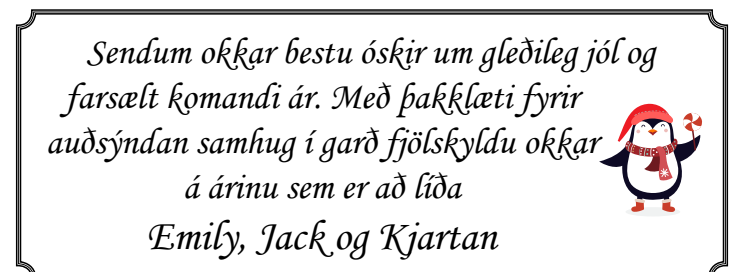 Sendum okkar bestu óskir um gleðileg jól og
farsælt komandi ár. Með þakklæti fyrir
auðsýndan samhug í garð fjölskyldu okkar
á árinu sem er að líða
Emily, Jack og Kjartan